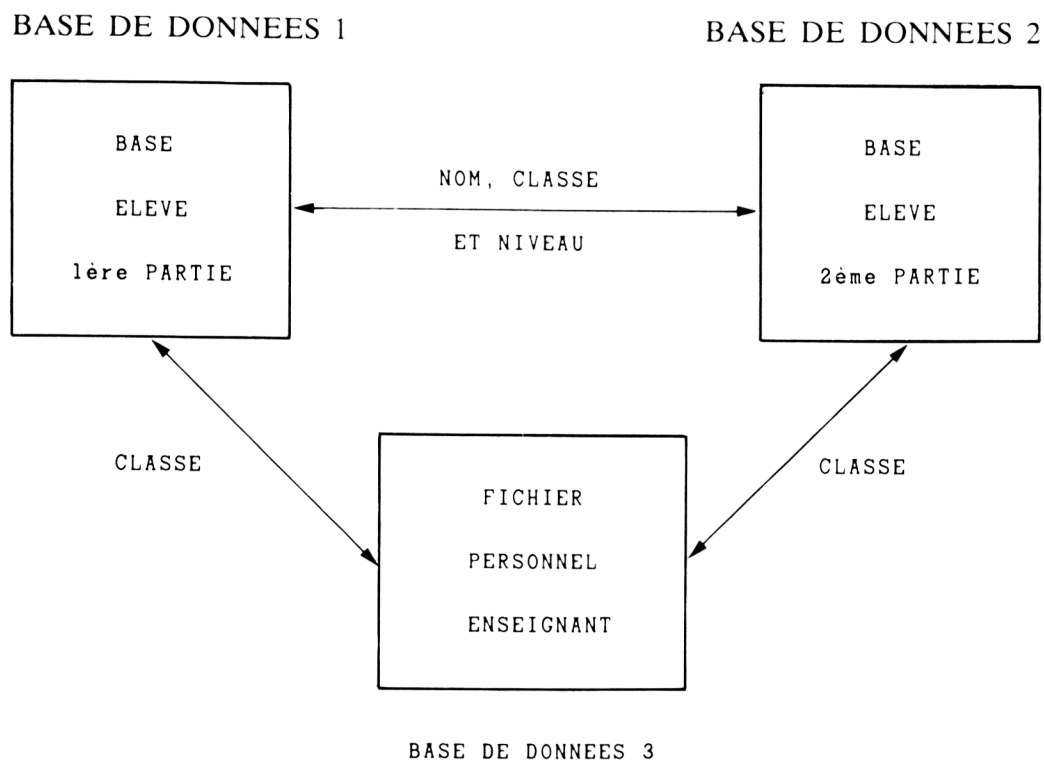 BASE DE DONNEES 1
BASE DE DONNEES 2
BASE
ELEVE
1ère PARTIE
NOM, CLASSE
ET NIVEAU
BASE
ELEVE
2ème PARTIE
CLASSE
CLASSE
FICHIER
PERSONNEL
ENSEIGNANT
BASE DE DONNEES 3